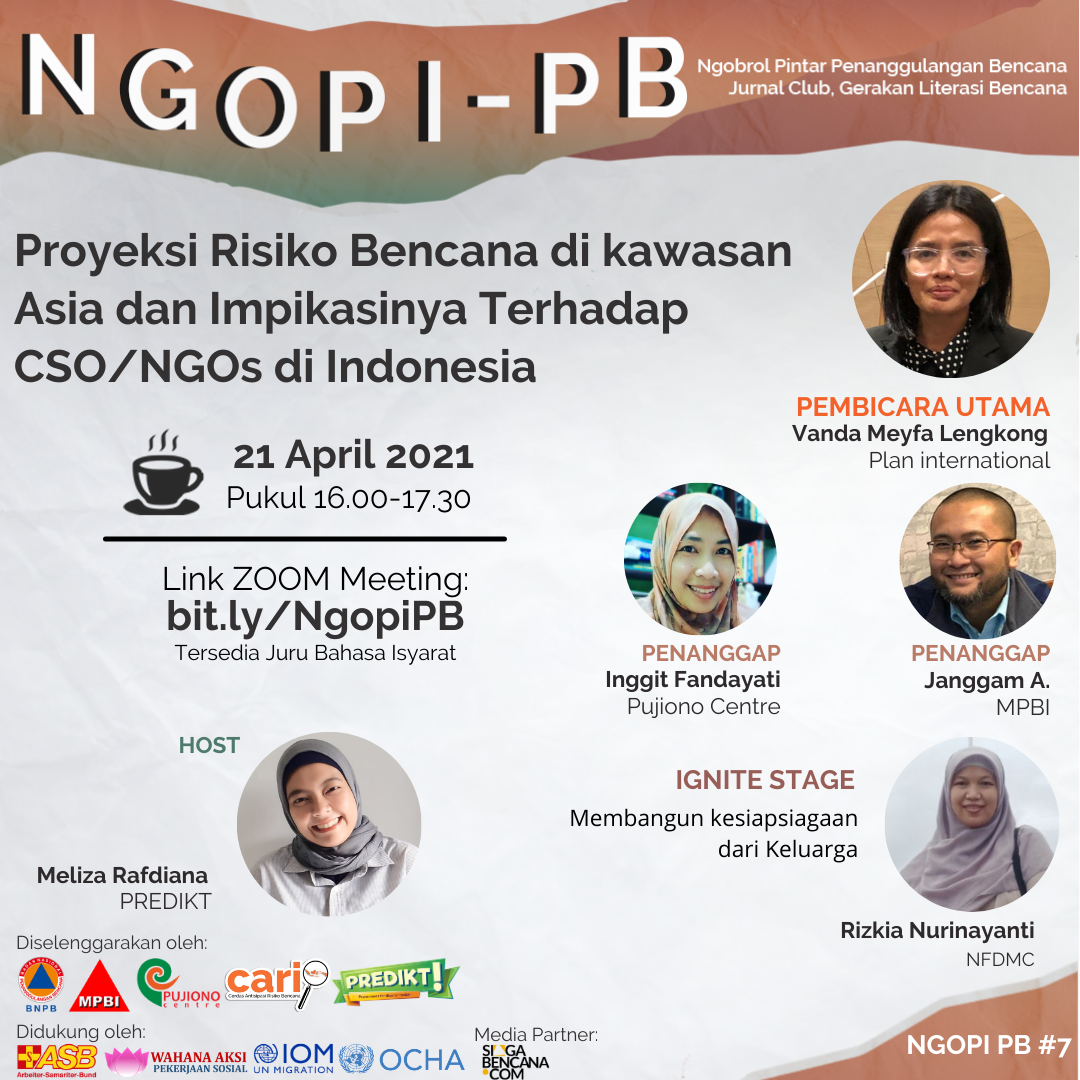 NGOPI-PB
Ngobrol Pintar Penanggulangan Bencana
Jurnal Club, Gerakan Literasi Bencana
Proyeksi Risiko Bencana di kawasan
Asia dan Impikasinya Terhadap
CSO/NGOs di Indonesia
PEMBICARA UTAMA
Vanda Meyfa Lengkong
Plan international
21 April 2021
Pukul 16.00-17.30
Link ZOOM Meeting:
bit.ly/NgopiPB
Tersedia Juru Bahasa Isyarat
PENANGGAP
Inggit Fandayati
Pujiono Centre
PENANGGAP
Janggam A.
MPBI
HOST
Meliza Rafdiana
PREDIKT
IGNITE STAGE
Membangun kesiapsiagaan
dari Keluarga
Rizkia Nurinayanti
NFDMC
Diselenggarakan oleh:
BNPB
MPBI
PUJIONO
centre
cari
Cerdas Antisipasi Risiko Bencana
PREDIKT!
Didukung oleh:
ASB
Arbeiter-Samariter-Bund
WAHANA AKSI
PEKERJAAN SOSIAL
IOM
UN MIGRATION
OCHA
Media Partner:
SIAGA
BENCANA
.COM
NGOPI PB #7